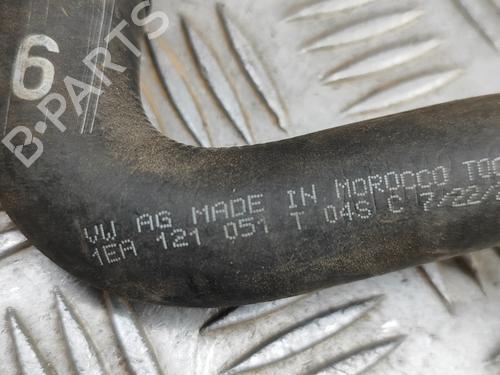 6
B-PARTS
VW AG MADE IN MOROCCO
1EA 121 051 T 04S C 7/22/